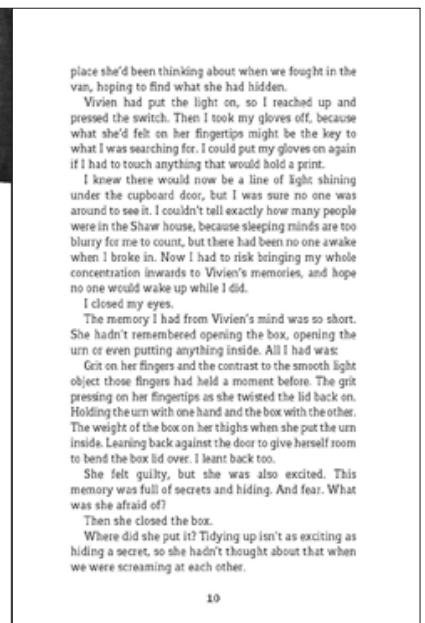 place she'd been thinking about when we fought in the
van, hoping to find what she had hidden.
Vivien had put the light on, so I reached up and
pressed the switch. Then I took my gloves off, because
what she'd felt on her fingertips might be the key to
what I was searching for. I could put my gloves on again
if I had to touch anything that would hold a print.
I knew there would now be a line of light shining
under the cupboard door, but I was sure no one was
around to see it. I couldn't tell exactly how many people
were in the Shaw house, because sleeping minds are too
blurry for me to count, but there had been no one awake
when I broke in. Now I had to risk bringing my whole
concentration inwards to Vivien's memories, and hope
no one would wake up while I did.
I closed my eyes.
The memory I had from Vivien's mind was so short.
She hadn't remembered opening the box, opening the
urn or even putting anything inside. All I had was:
Grit on her fingers and the contrast to the smooth light
object those fingers had held a moment before. The grit
pressing on her fingertips as she twisted the lid back on.
Holding the urn with one hand and the box with the other.
The weight of the box on her thighs when she put the urn
inside. Leaning back against the door to give herself room
to bend the box lid over. I leant back too.
She felt guilty, but she was also excited. This
memory was full of secrets and hiding. And fear. What
was she afraid of?
Then she closed the box.
Where did she put it? Tidying up isn't as exciting as
hiding a secret, so she hadn't thought about that when
we were screaming at each other.
10